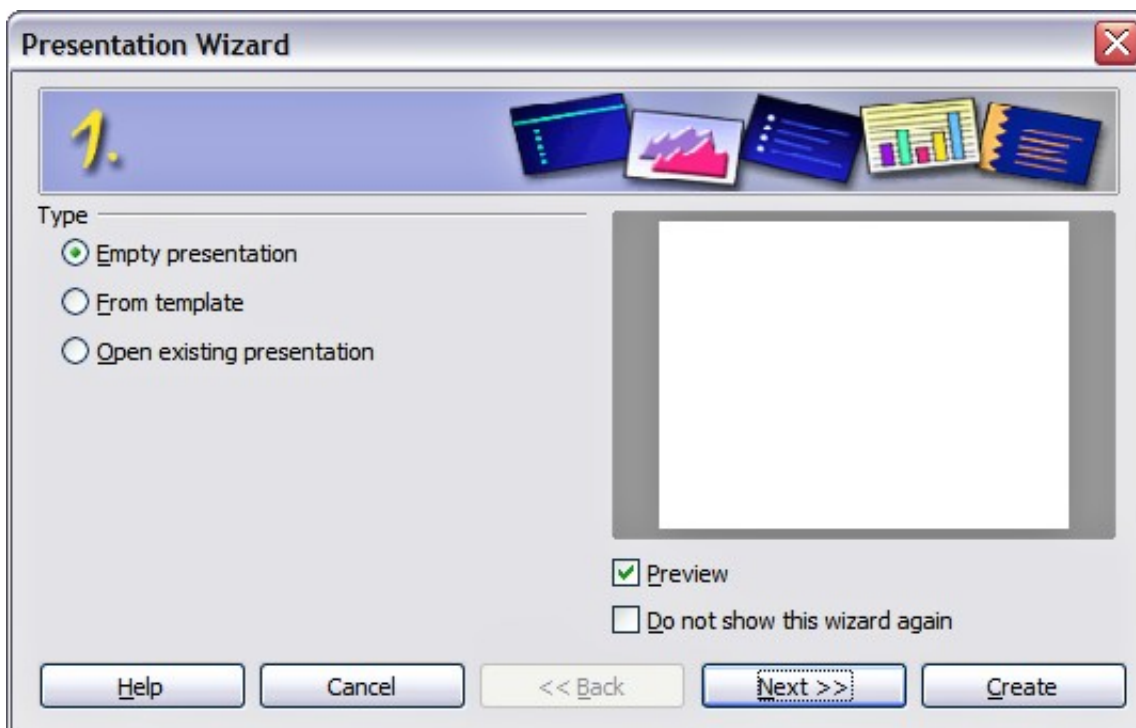 Presentation Wizard
1.
Type
Empty presentation
From template
Open existing presentation
Preview
Do not show this wizard again
Help
Cancel
<< Back
Next >>
Create